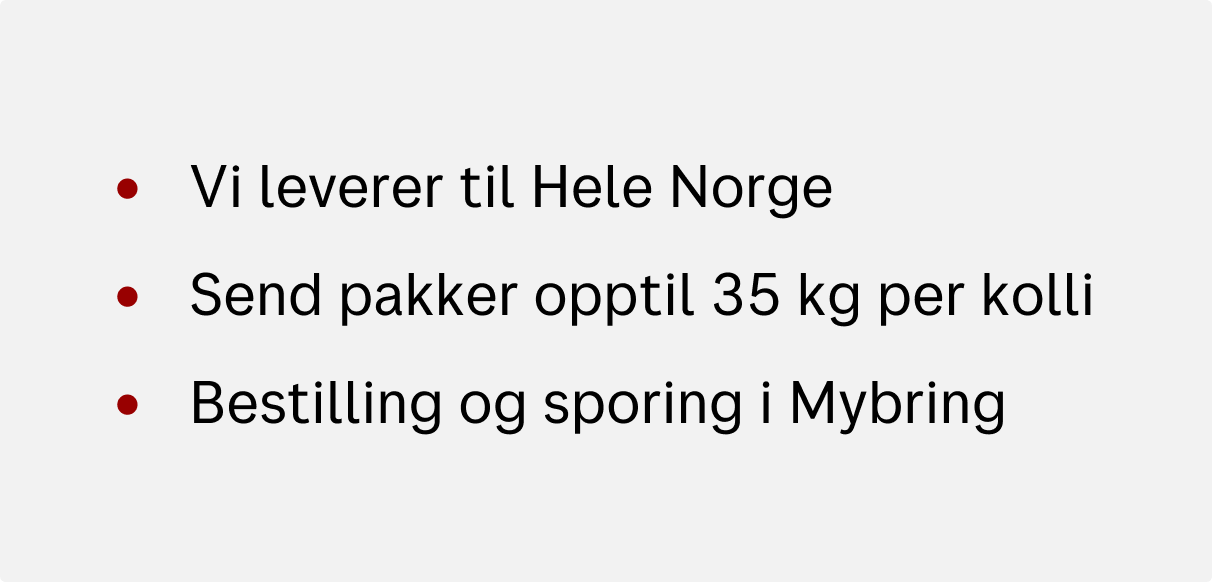 Vi leverer til Hele Norge
Send pakker opptil 35 kg per kolli
Bestilling og sporing i Mybring